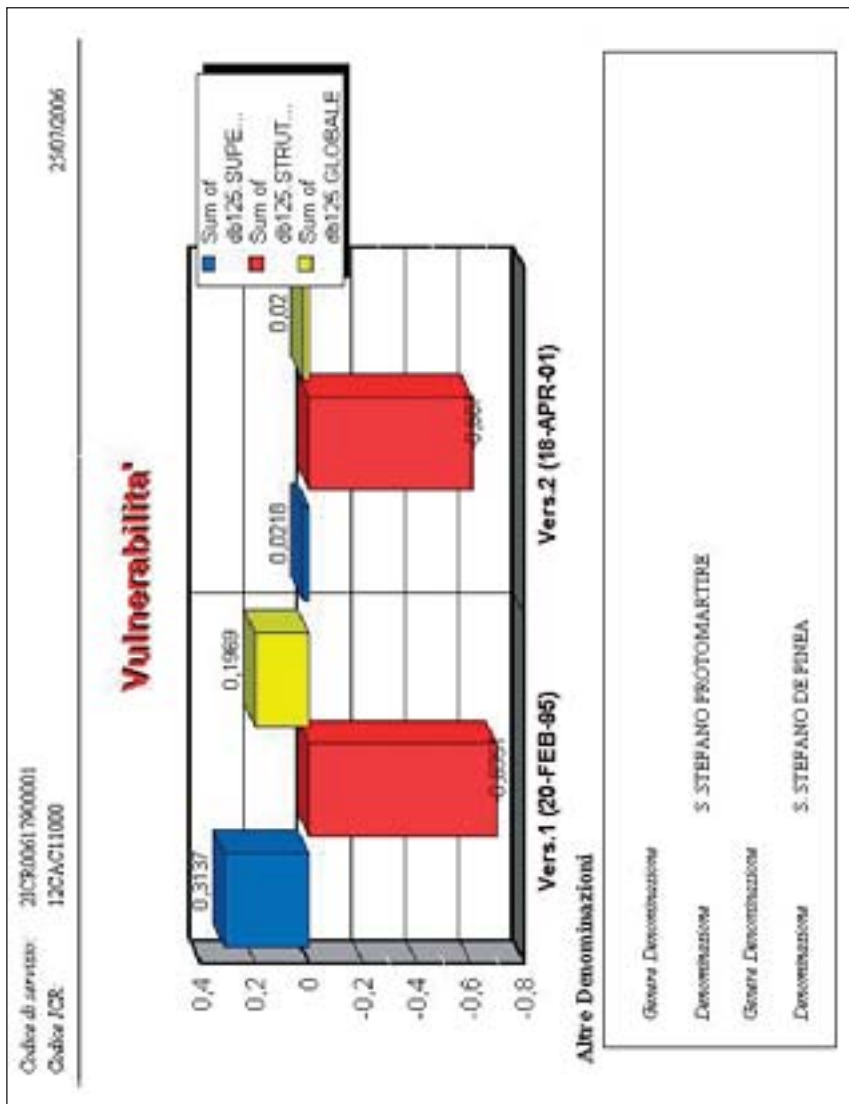 Codice di servizio:
Codice ICR 12CAC11000
25/07/2006
Vulnerabilita'
Sum of
db125.SUPE...
Sum of
db125.STRUT...
Sum of
db125.GLOBALE
0,4
0,2
0
-0,2
-0,4
-0,6
-0,8
0,3137
0,1969
0,0218
0,02
Vers.1 (20-FEB-95)
Vers.2 (18-APR-01)
Altre Denominazioni
Genere Denominazione
Denominazione S. STEFANO PROTOMARTIRE
Genere Denominazione
Denominazione S. STEFANO DE PINEA